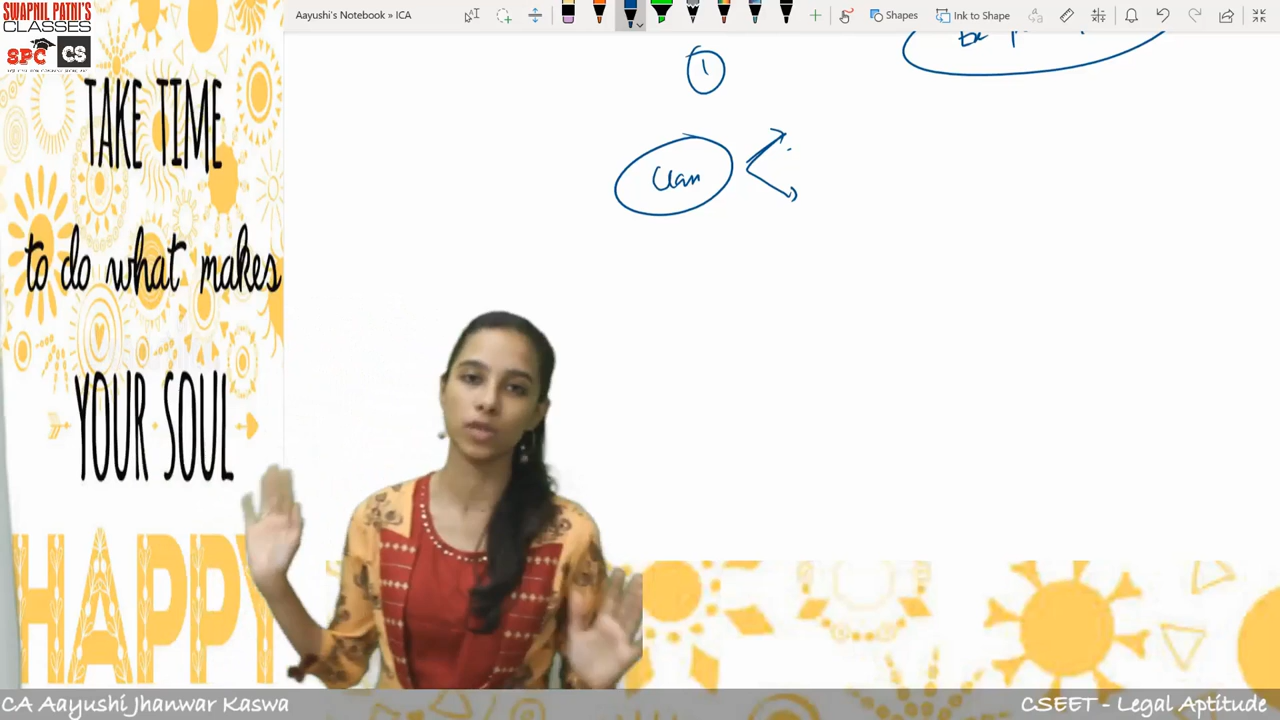 SWAPNIL PATNI'S
CLASSES
SPC CS
Aayushi's Notebook » ICA
Shapes
Ink to Shape
1
TAKE TIME
to do what makes
YOUR SOUL
HAPPY
CA Aayushi Jhanwar Kaswa
CSEET - Legal Aptitude